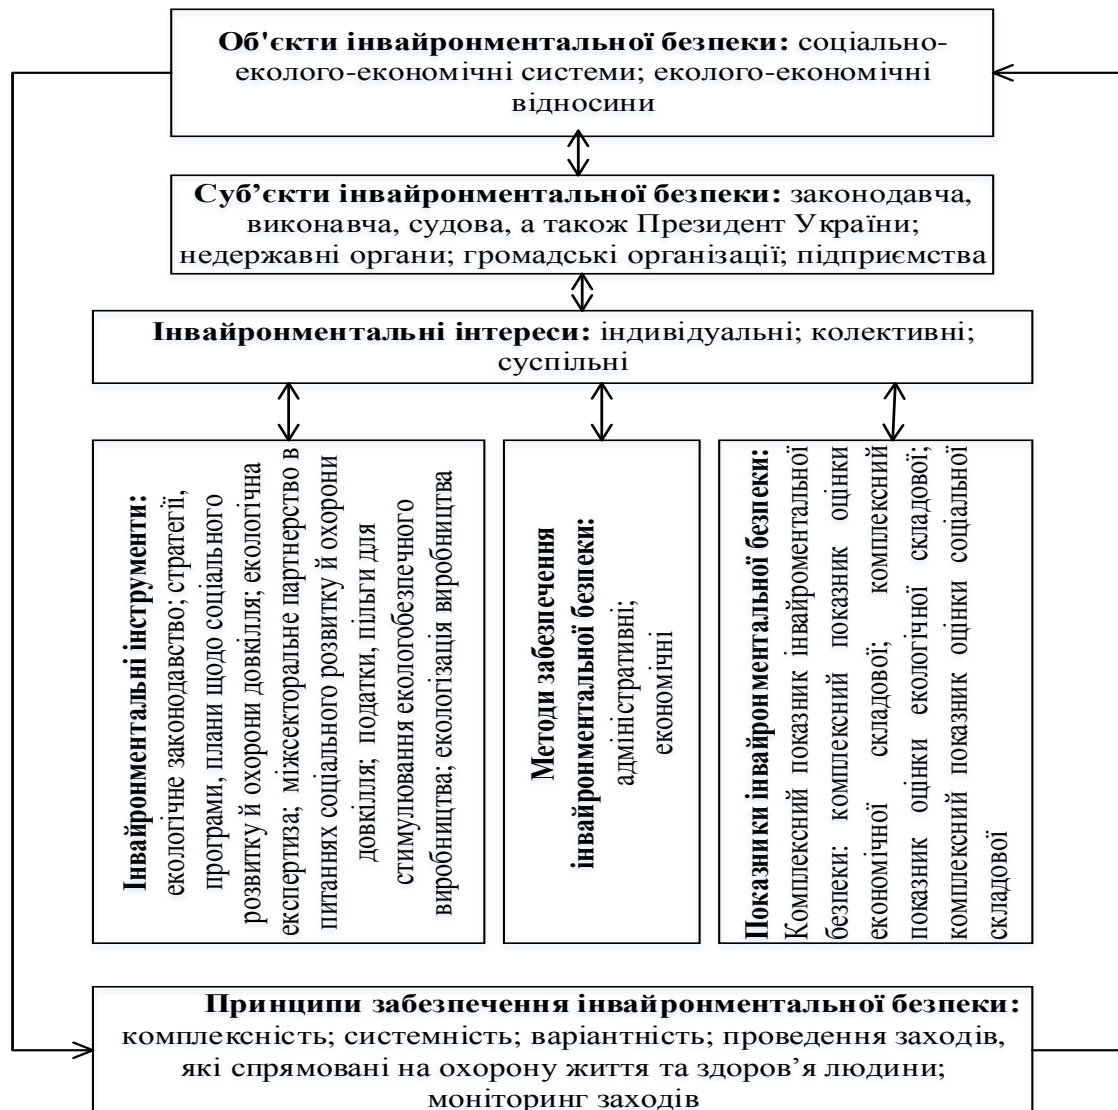 Об'єкти інвайронментальної безпеки: соціально-
еколого-економічні системи; еколого-економічні
відносини
Суб’єкти інвайронментальної безпеки: законодавча,
виконавча, судова, а також Президент України;
недержавні органи; громадські організації; підприємства
Інвайронментальні інтереси: індивідуальні; колективні;
суспільні
Інвайронментальні інструменти:
екологічне законодавство; стратегії,
програми, плани щодо соціального
розвитку й охорони довкілля; екологічна
експертиза; міжсекторальне партнерство в
питаннях соціального розвитку й охорони
довкілля; податки, пільги для
стимулювання екологобезпечного
виробництва; екологізація виробництва
Методи забезпечення
інвайронментальної безпеки:
адміністративні;
економічні
Показники інвайронментальної безпеки:
Комплексний показник інвайроментальної
безпеки: комплексний показник оцінки
економічної складової; комплексний
показник оцінки екологічної складової;
комплексний показник оцінки соціальної
складової
Принципи забезпечення інвайронментальної безпеки:
комплексність; системність; варіантність; проведення заходів,
які спрямовані на охорону життя та здоров’я людини;
моніторинг заходів